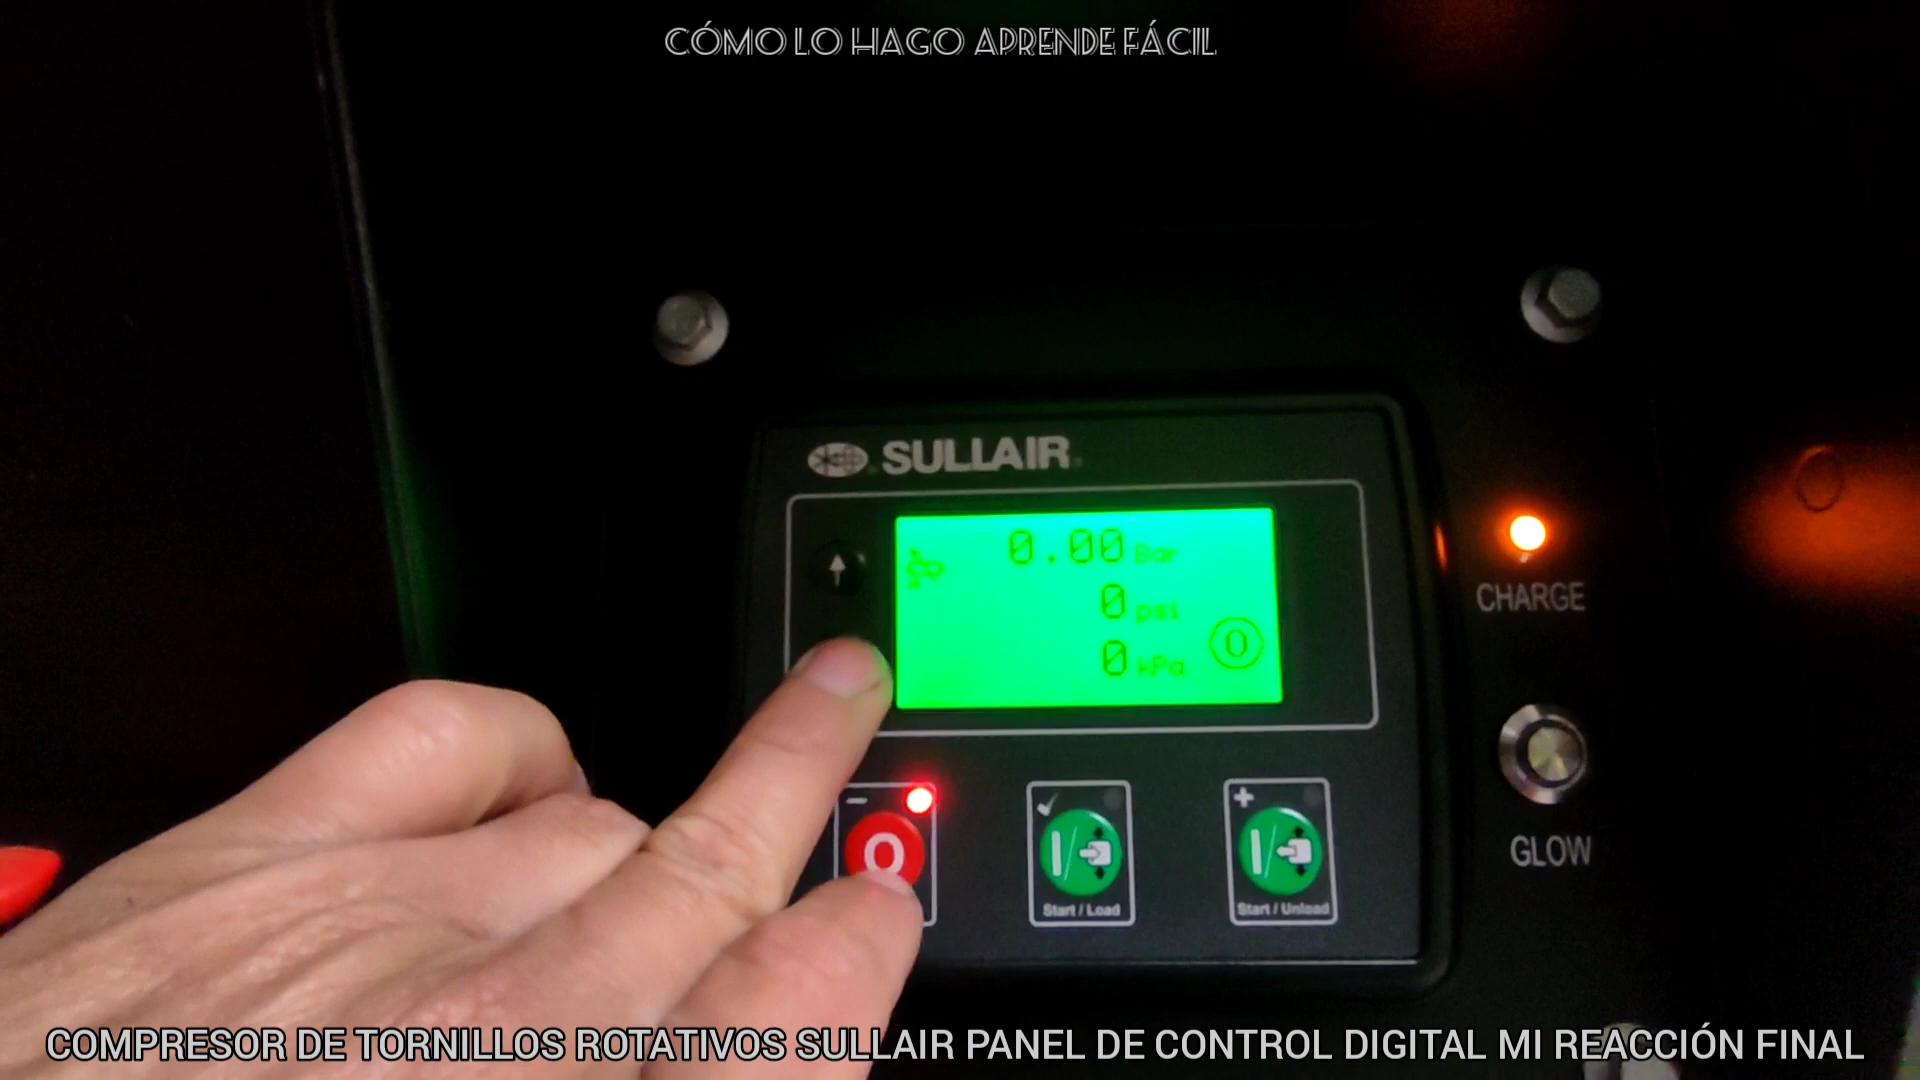 CÓMO LO HAGO APRENDE FÁCIL
SULLAIR
0.00 Bar
0 psi
0 kPa
0
CHARGE
GLOW
O
Start / Load
Start / Unload
COMPRESOR DE TORNILLOS ROTATIVOS SULLAIR PANEL DE CONTROL DIGITAL MI REACCIÓN FINAL